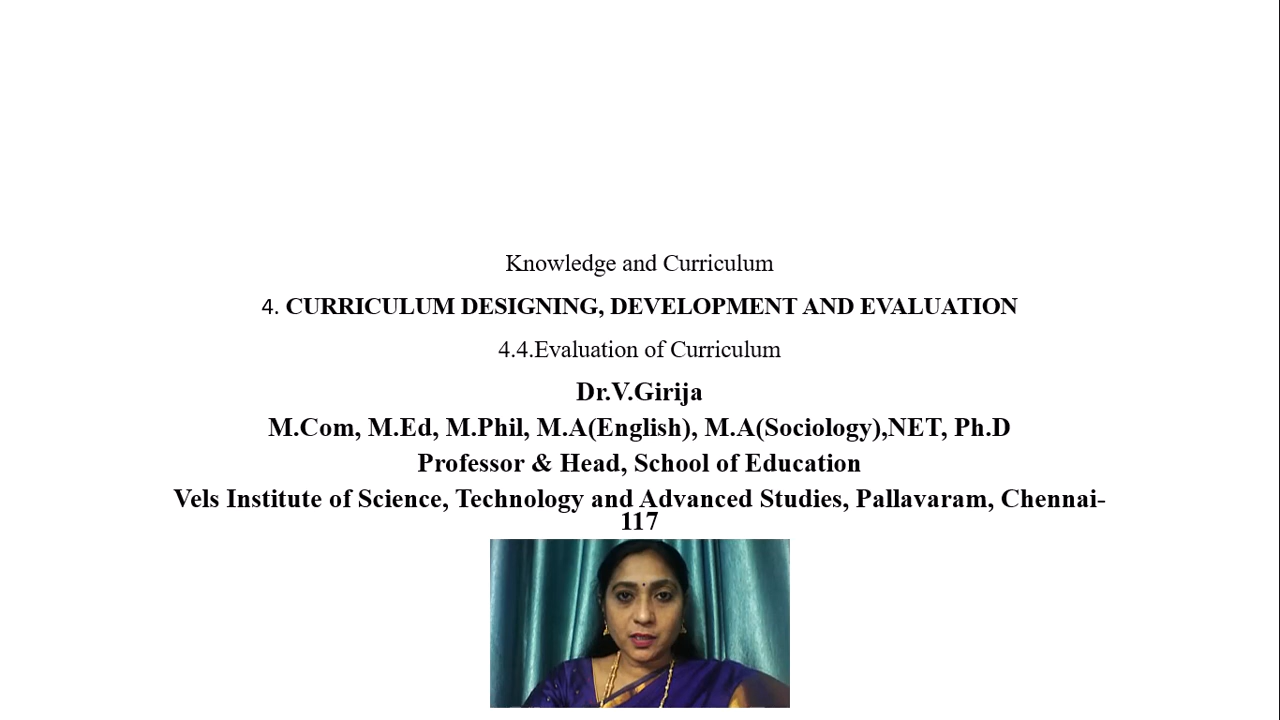 Knowledge and Curriculum
4. CURRICULUM DESIGNING, DEVELOPMENT AND EVALUATION
4.4.Evaluation of Curriculum
Dr.V.Girija
M.Com, M.Ed, M.Phil, M.A(English), M.A(Sociology),NET, Ph.D
Professor & Head, School of Education
Vels Institute of Science, Technology and Advanced Studies, Pallavaram, Chennai-
117